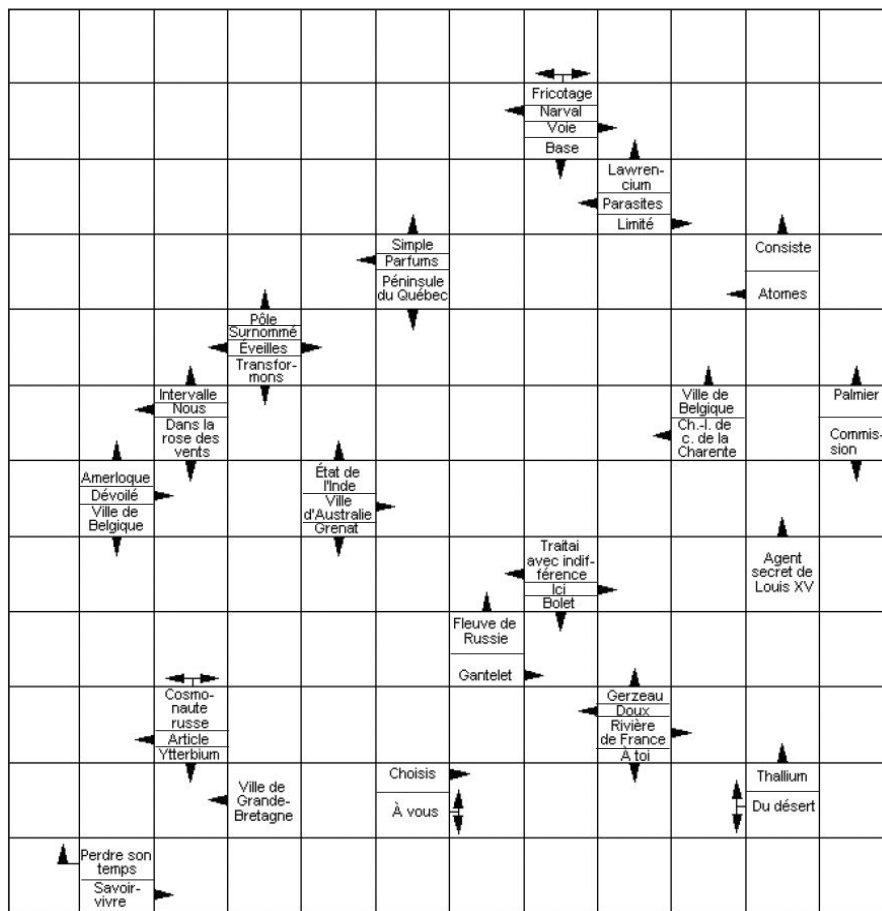 Fricotage
Narval
Voie
Base
Lawren-
cium
Parasites
Limité
Simple
Parfums
Péninsule
du Québec
Consiste
Atomes
Pôle
Surnommé
Éveilles
Transfor-
mons
Intervalle
Nous
Dans la
rose des
vents
Ville de
Belgique
Ch.-l. de
c. de la
Charente
Palmier
Commis-
sion
Amerloque
Dévoilé
Ville de
Belgique
État de
l'Inde
Ville
d'Australie
Grenat
Traitai
avec indif-
férence
Ici
Bolet
Agent
secret de
Louis XV
Fleuve de
Russie
Gantelet
Cosmo-
naute
russe
Article
Ytterbium
Gerzeau
Doux
Rivière
de France
À toi
Ville de
Grande-
Bretagne
Choisis
À vous
Thallium
Du désert
Perdre son
temps
Savoir-
vivre